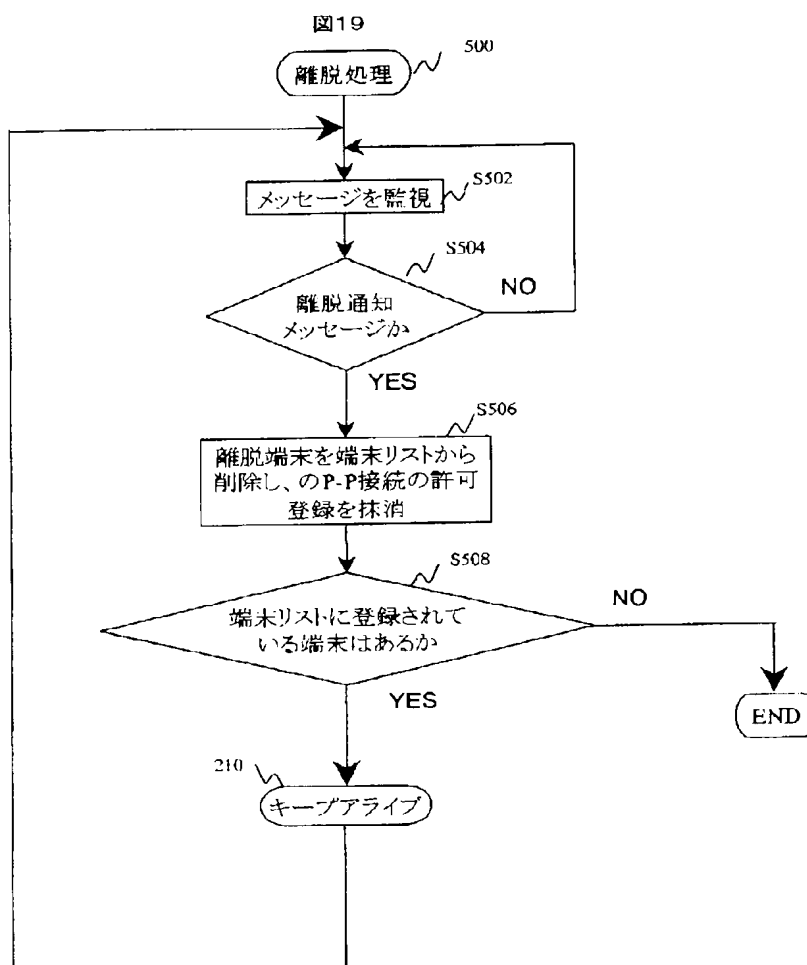 図19
離脱処理
500
メッセージを監視
S502
S504
離脱通知
メッセージか
NO
YES
S506
離脱端末を端末リストから
削除し、のP-P接続の許可
登録を抹消
S508
端末リストに登録されて
いる端末はあるか
NO
YES
END
210
キープアライブ